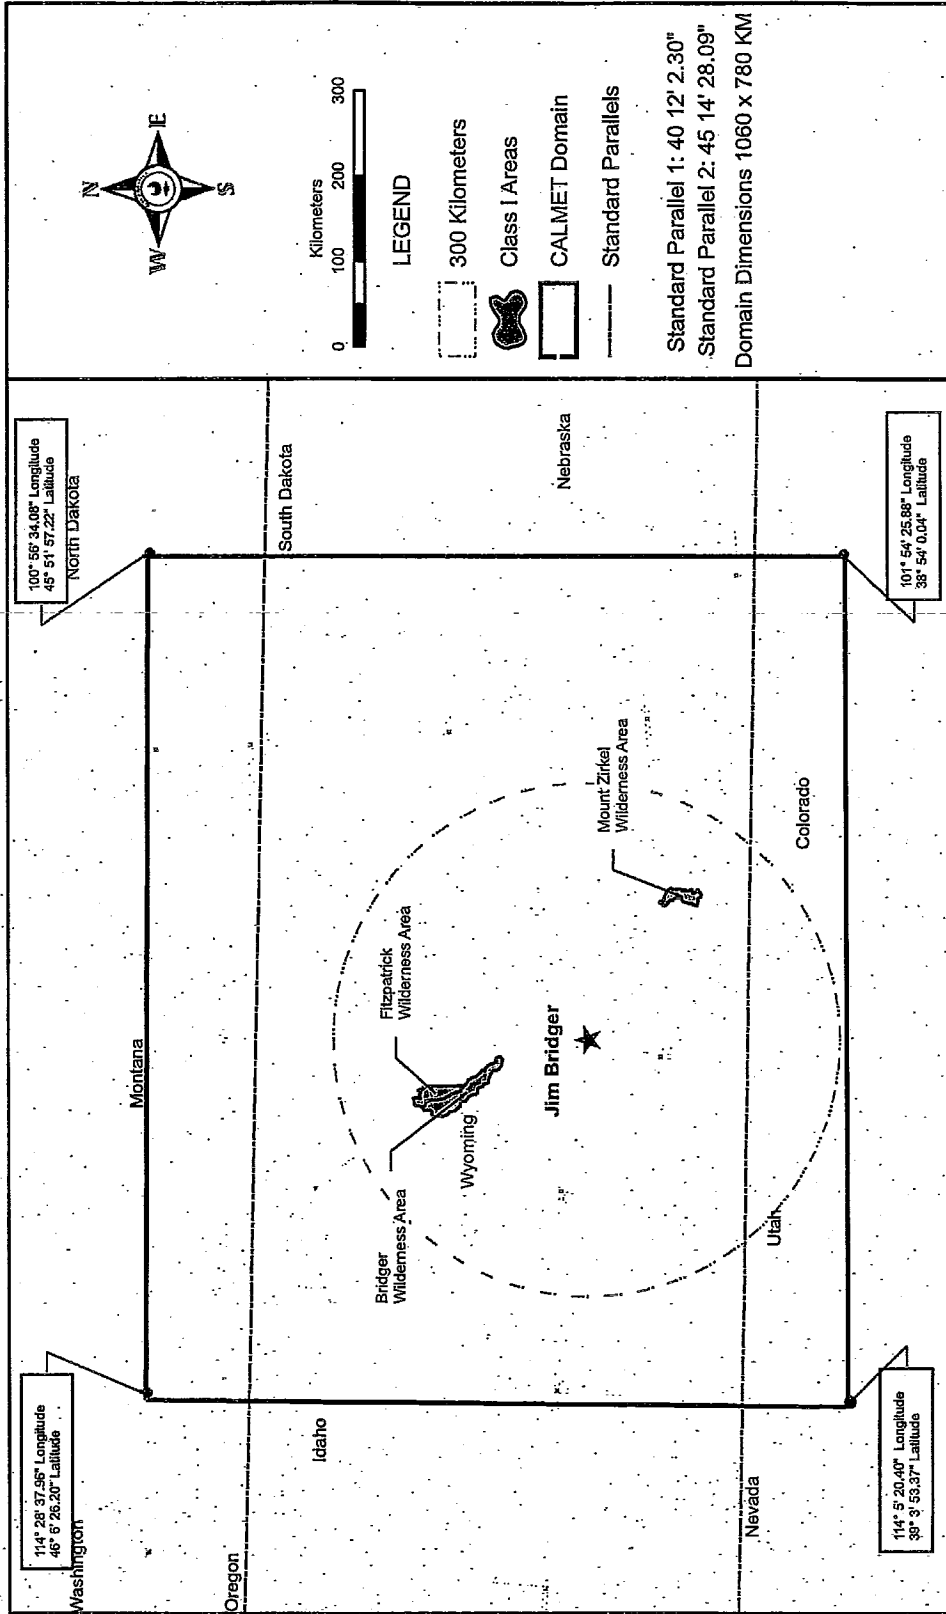 114° 28' 37.96" Longitude
46° 6' 26.20" Latitude
Washington
Oregon
Idaho
Montana
100° 56' 34.08" Longitude
45° 51' 57.22" Latitude
North Dakota
South Dakota
Nebraska
Bridger
Wilderness Area
Fitzpatrick
Wilderness Area
Wyoming
Jim Bridger
Mount Zirkel
Wilderness Area
Nevada
Utah
Colorado
114° 5' 20.40" Longitude
39° 3' 53.37" Latitude
101° 54' 25.88" Longitude
38° 54' 0.04" Latitude
N
W
E
S
Kilometers
0 100 200 300
LEGEND
300 Kilometers
Class I Areas
CALMET Domain
Standard Parallels
Standard Parallel 1: 40 12' 2.30"
Standard Parallel 2: 45 14' 28.09"
Domain Dimensions 1060 x 780 KM